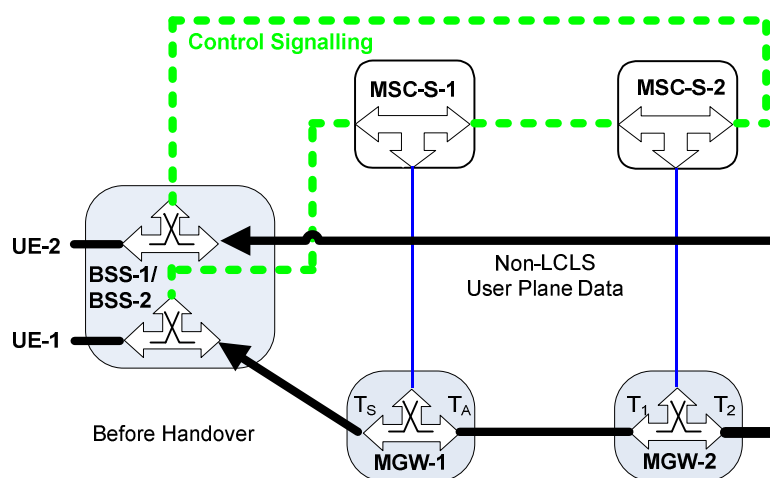 Control Signalling
MSC-S-1
MSC-S-2
UE-2
BSS-1/
BSS-2
Non-LCLS
User Plane Data
UE-1
Before Handover
TS
TA
T1
T2
MGW-1
MGW-2